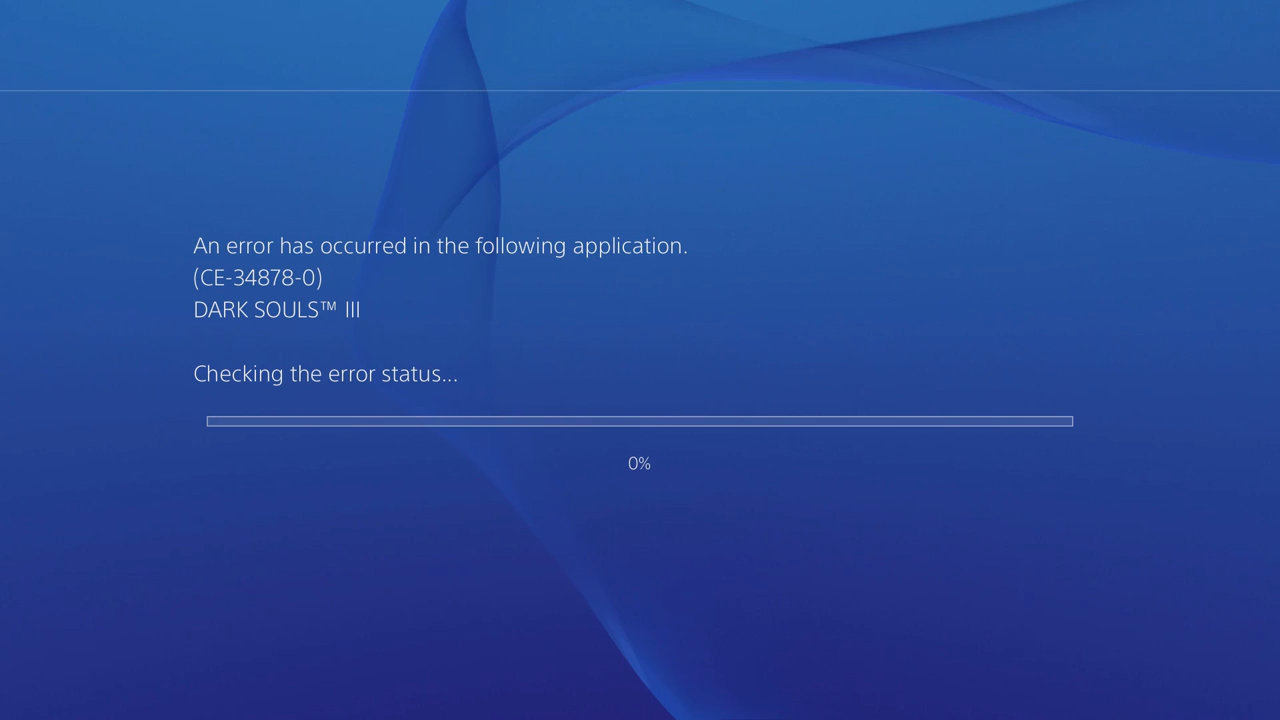 An error has occurred in the following application.
(CE-34878-0)
DARK SOULS™ III
Checking the error status...
0%